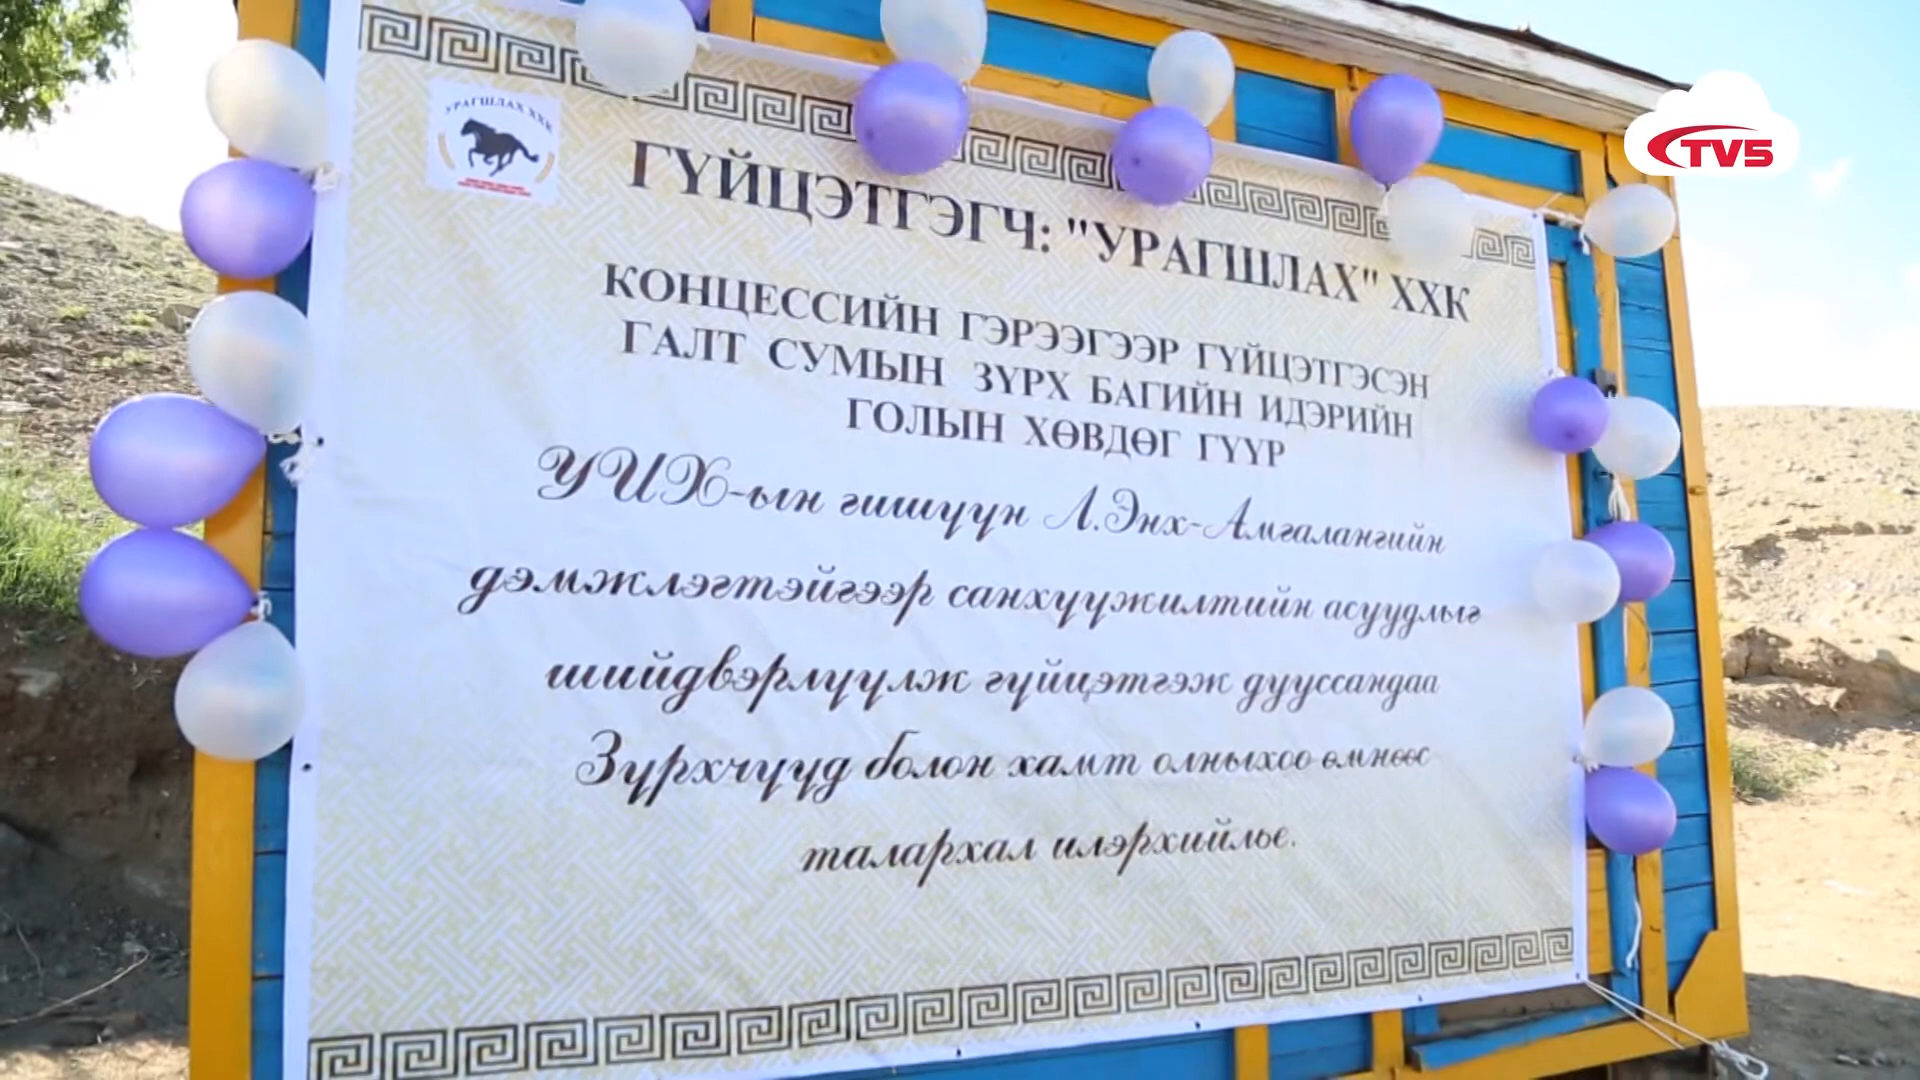 TV5
УРАГШЛАХ ХХК
ГҮЙЦЭТГЭГЧ: "УРАГШЛАХ" ХХК
КОНЦЕССИЙН ГЭРЭЭГЭЭР ГҮЙЦЭТГЭСЭН
ГАЛТ СУМЫН ЗҮРХ БАГИЙН ИДЭРИЙН
ГОЛЫН ХӨВДӨГ ГҮҮР
УИХ-ын гишүүн Л.Энх-Амгалангийн
дэмжлэгтэйгээр санхүүжилтийн асуудлыг
шийдвэрлүүлж гүйцэтгэж дууссандаа
Зүрхчүүд болон хамт олныхоо өмнөөс
талархал илэрхийлье.